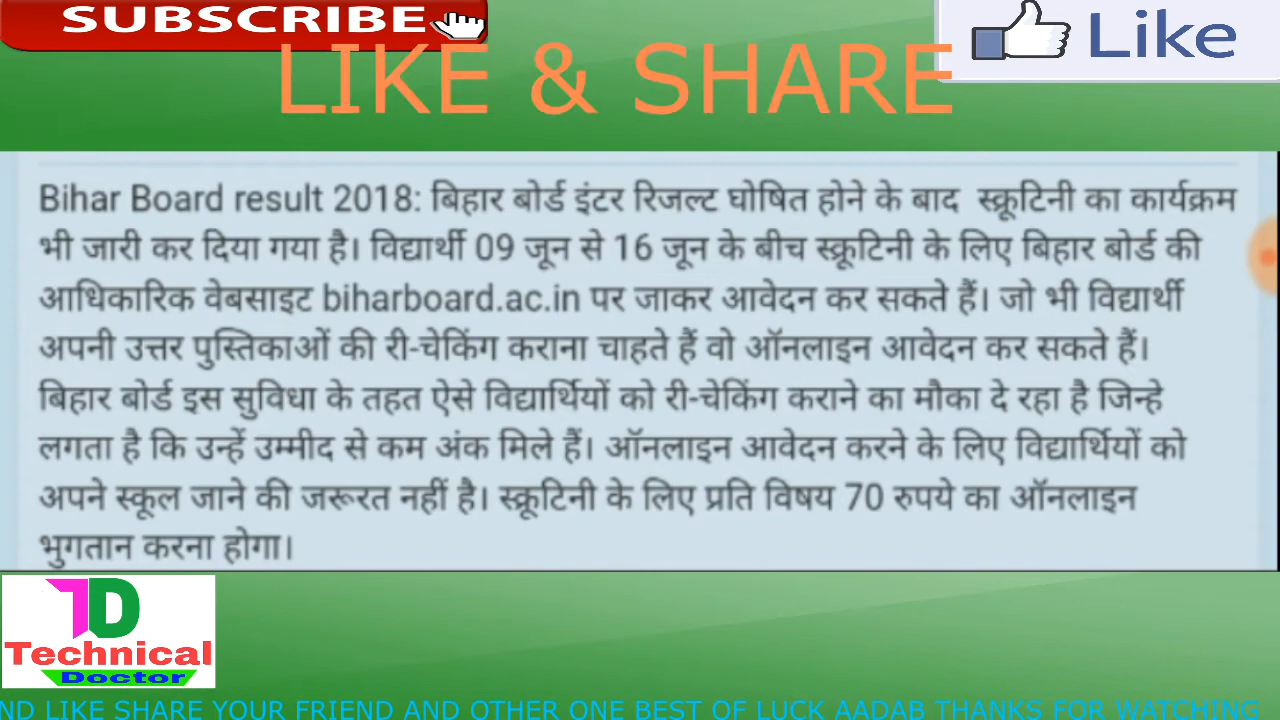 SUBSCRIBE
Like
LIKE & SHARE
Bihar Board result 2018: बिहार बोर्ड इंटर रिजल्ट घोषित होने के बाद स्क्रूटिनी का कार्यक्रम
भी जारी कर दिया गया है। विद्यार्थी 09 जून से 16 जून के बीच स्क्रूटिनी के लिए बिहार बोर्ड की
आधिकारिक वेबसाइट biharboard.ac.in पर जाकर आवेदन कर सकते हैं। जो भी विद्यार्थी
अपनी उत्तर पुस्तिकाओं की री-चेकिंग कराना चाहते हैं वो ऑनलाइन आवेदन कर सकते हैं।
बिहार बोर्ड इस सुविधा के तहत ऐसे विद्यार्थियों को री-चेकिंग कराने का मौका दे रहा है जिन्हे
लगता है कि उन्हें उम्मीद से कम अंक मिले हैं। ऑनलाइन आवेदन करने के लिए विद्यार्थियों को
अपने स्कूल जाने की जरूरत नहीं है। स्क्रूटिनी के लिए प्रति विषय 70 रुपये का ऑनलाइन
भुगतान करना होगा।
TD
Technical
Doctor
ND LIKE SHARE YOUR FRIEND AND OTHER ONE BEST OF LUCK AADAB THANKS FOR WATCHING